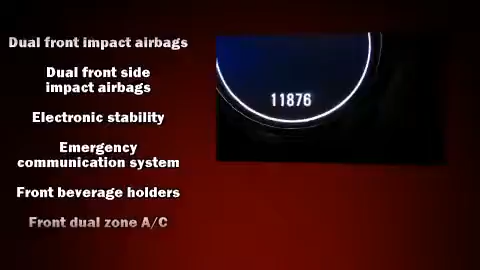 Dual front impact airbags
Dual front side
impact airbags
Electronic stability
Emergency
communication system
Front beverage holders
Front dual zone A/C
11876